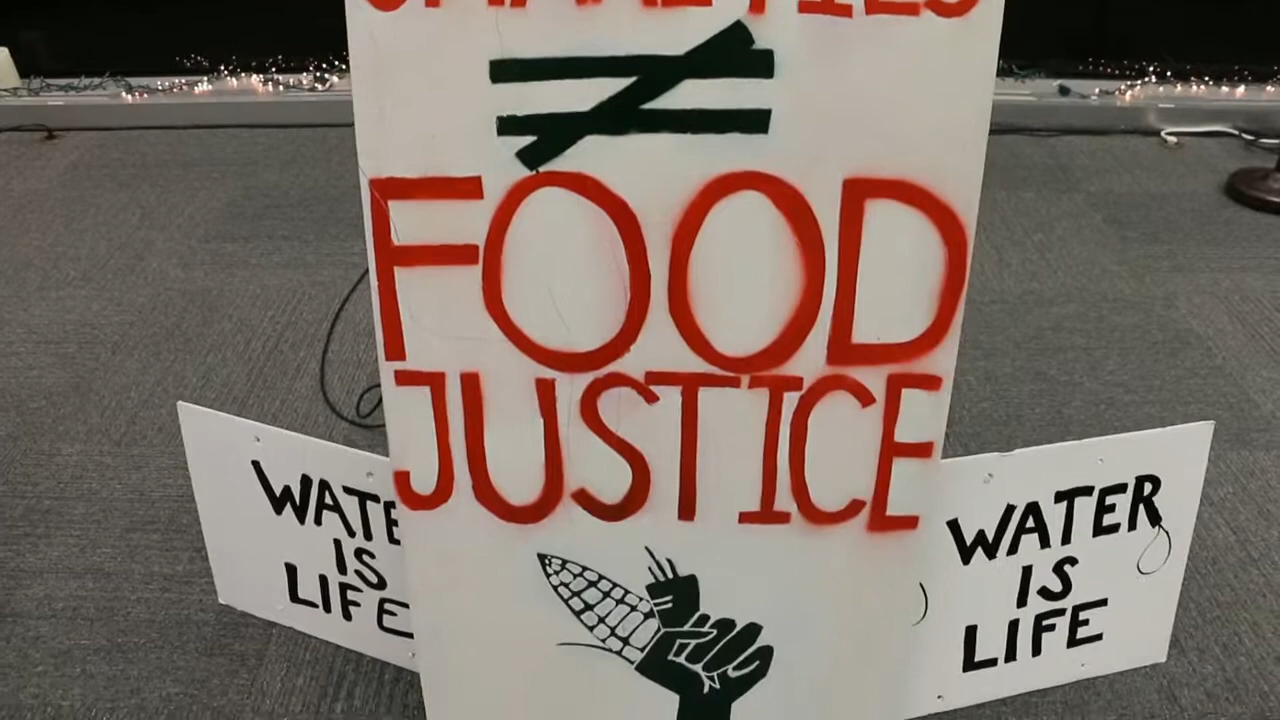 ≠
FOOD
JUSTICE
WATE
IS
LIFE
WATER
IS
LIFE